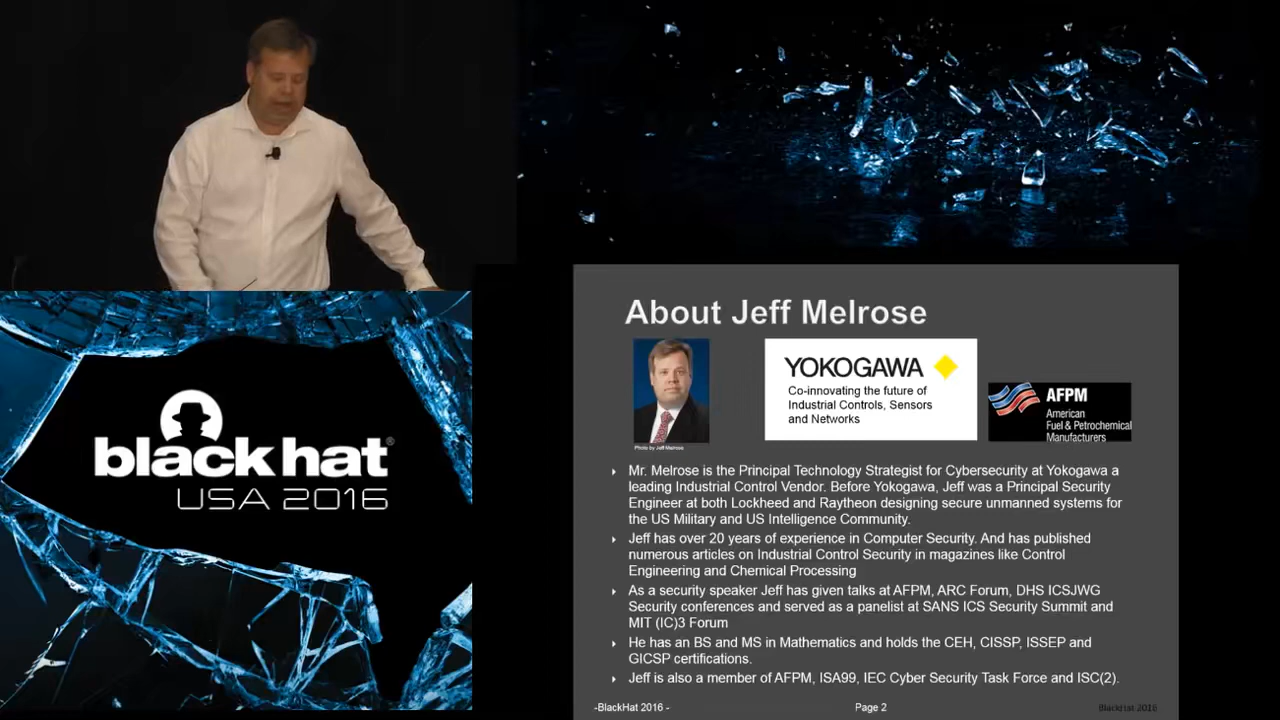 About Jeff Melrose
YOKOGAWA
Co-innovating the future of
Industrial Controls, Sensors
and Networks
AFPM
American
Fuel & Petrochemical
Manufacturers
Photo by Jeff Melrose
Mr. Melrose is the Principal Technology Strategist for Cybersecurity at Yokogawa a
leading Industrial Control Vendor. Before Yokogawa, Jeff was a Principal Security
Engineer at both Lockheed and Raytheon designing secure unmanned systems for
the US Military and US Intelligence Community.
Jeff has over 20 years of experience in Computer Security. And has published
numerous articles on Industrial Control Security in magazines like Control
Engineering and Chemical Processing
As a security speaker Jeff has given talks at AFPM, ARC Forum, DHS ICSJWG
Security conferences and served as a panelist at SANS ICS Security Summit and
MIT (IC)3 Forum
He has an BS and MS in Mathematics and holds the CEH, CISSP, ISSEP and
GICSP certifications.
Jeff is also a member of AFPM, ISA99, IEC Cyber Security Task Force and ISC(2).
-BlackHat 2016 -
Page 2
BlackHat 2016
black hat®
USA 2016